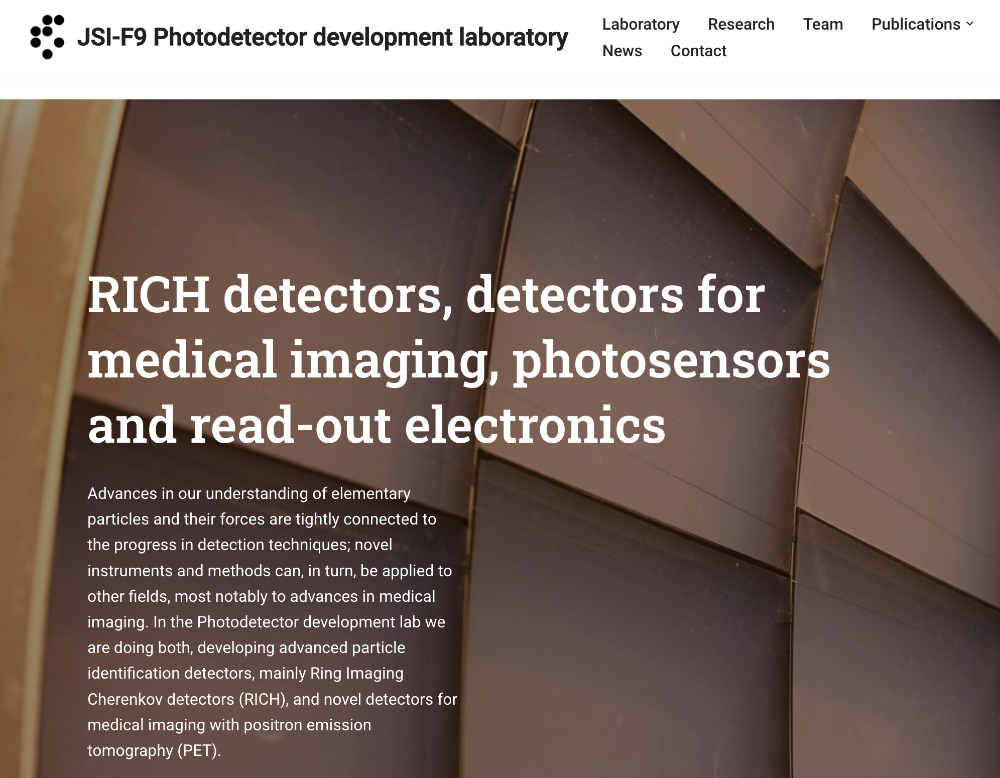 JSI-F9 Photodetector development laboratory
Laboratory Research Team Publications
News Contact
RICH detectors, detectors for
medical imaging, photosensors
and read-out electronics
Advances in our understanding of elementary
particles and their forces are tightly connected to
the progress in detection techniques; novel
instruments and methods can, in turn, be applied to
other fields, most notably to advances in medical
imaging. In the Photodetector development lab we
are doing both, developing advanced particle
identification detectors, mainly Ring Imaging
Cherenkov detectors (RICH), and novel detectors for
medical imaging with positron emission
tomography (PET).